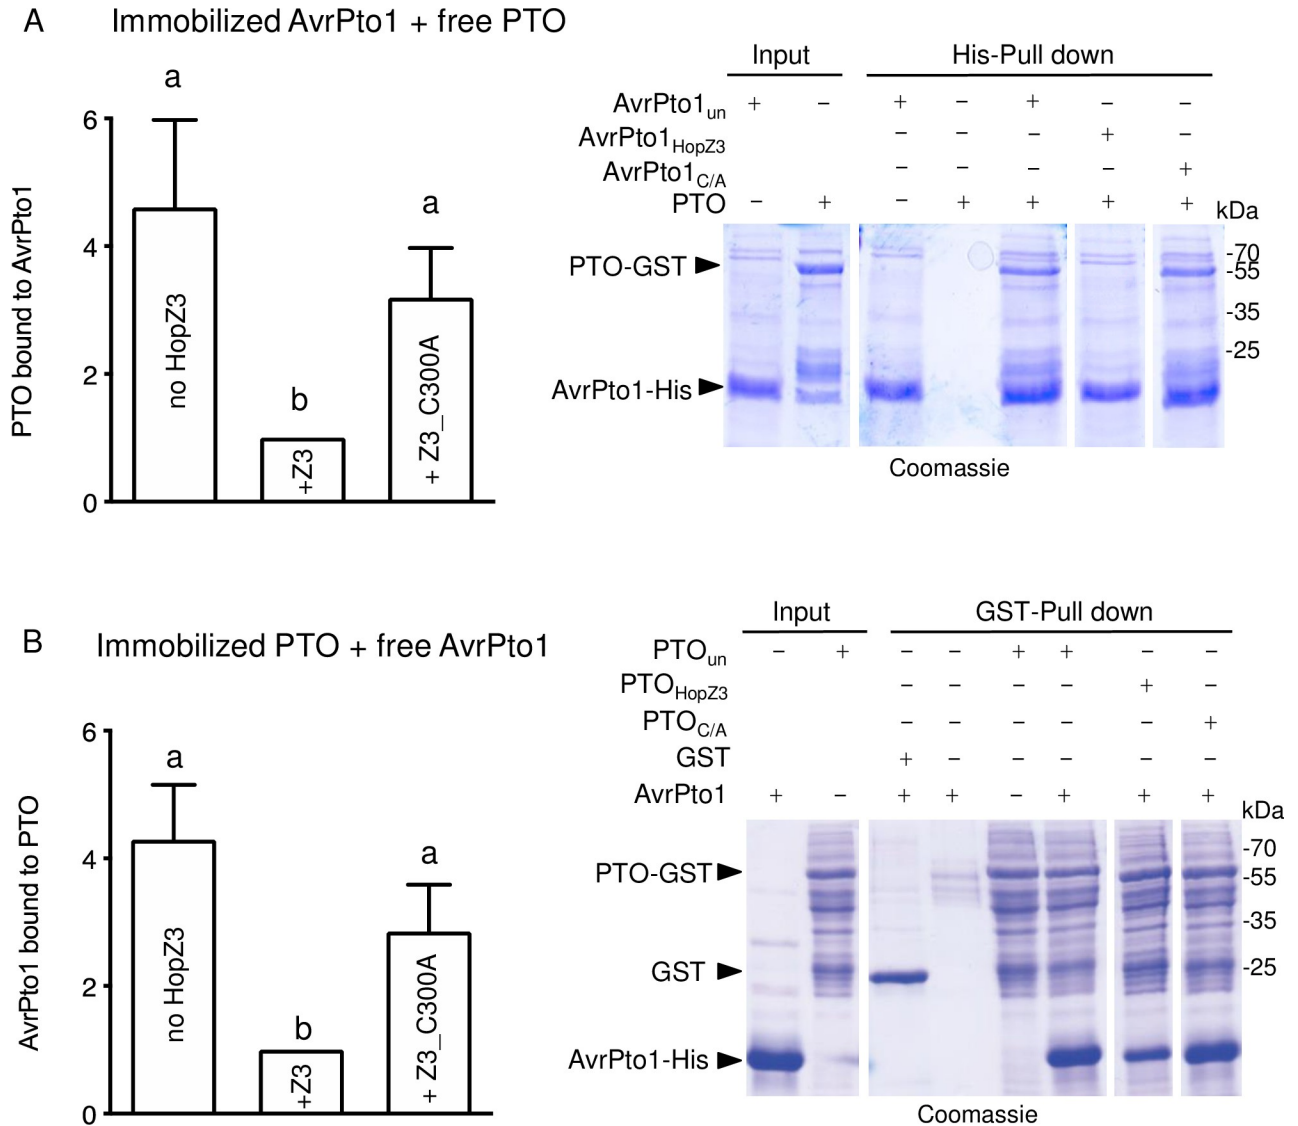 A
Immobilized AvrPto1 + free PTO
PTO bound to AvrPto1
6
4
2
0
a
b
a
no HopZ3
+Z3
+ Z3_C300A
Input
His-Pull down
AvrPto1un + – + – + – –
AvrPto1HopZ3 – – – + –
AvrPto1C/A – – – – +
PTO – + – + + + +
kDa
PTO-GST
AvrPto1-His
-70
-55
-35
-25
Coomassie
B
Immobilized PTO + free AvrPto1
AvrPto1 bound to PTO
6
4
2
0
a
b
a
no HopZ3
+Z3
+ Z3_C300A
Input
GST-Pull down
PTOun – + – – + + – –
PTOHopZ3 – – – – + –
PTOC/A – – – – – +
GST + – – – – –
AvrPto1 + – + + – + + +
kDa
PTO-GST
GST
AvrPto1-His
-70
-55
-35
-25
Coomassie